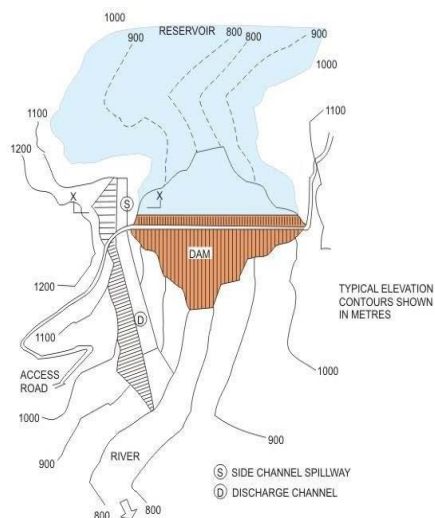 1000
RESERVOIR
900
800
800
900
1000
1100
1100
1200
X
S
X
DAM
TYPICAL ELEVATION
CONTOURS SHOWN
IN METRES
1200
1100
D
ACCESS
ROAD
1000
1000
900
900
RIVER
S SIDE CHANNEL SPILLWAY
D DISCHARGE CHANNEL
800
800